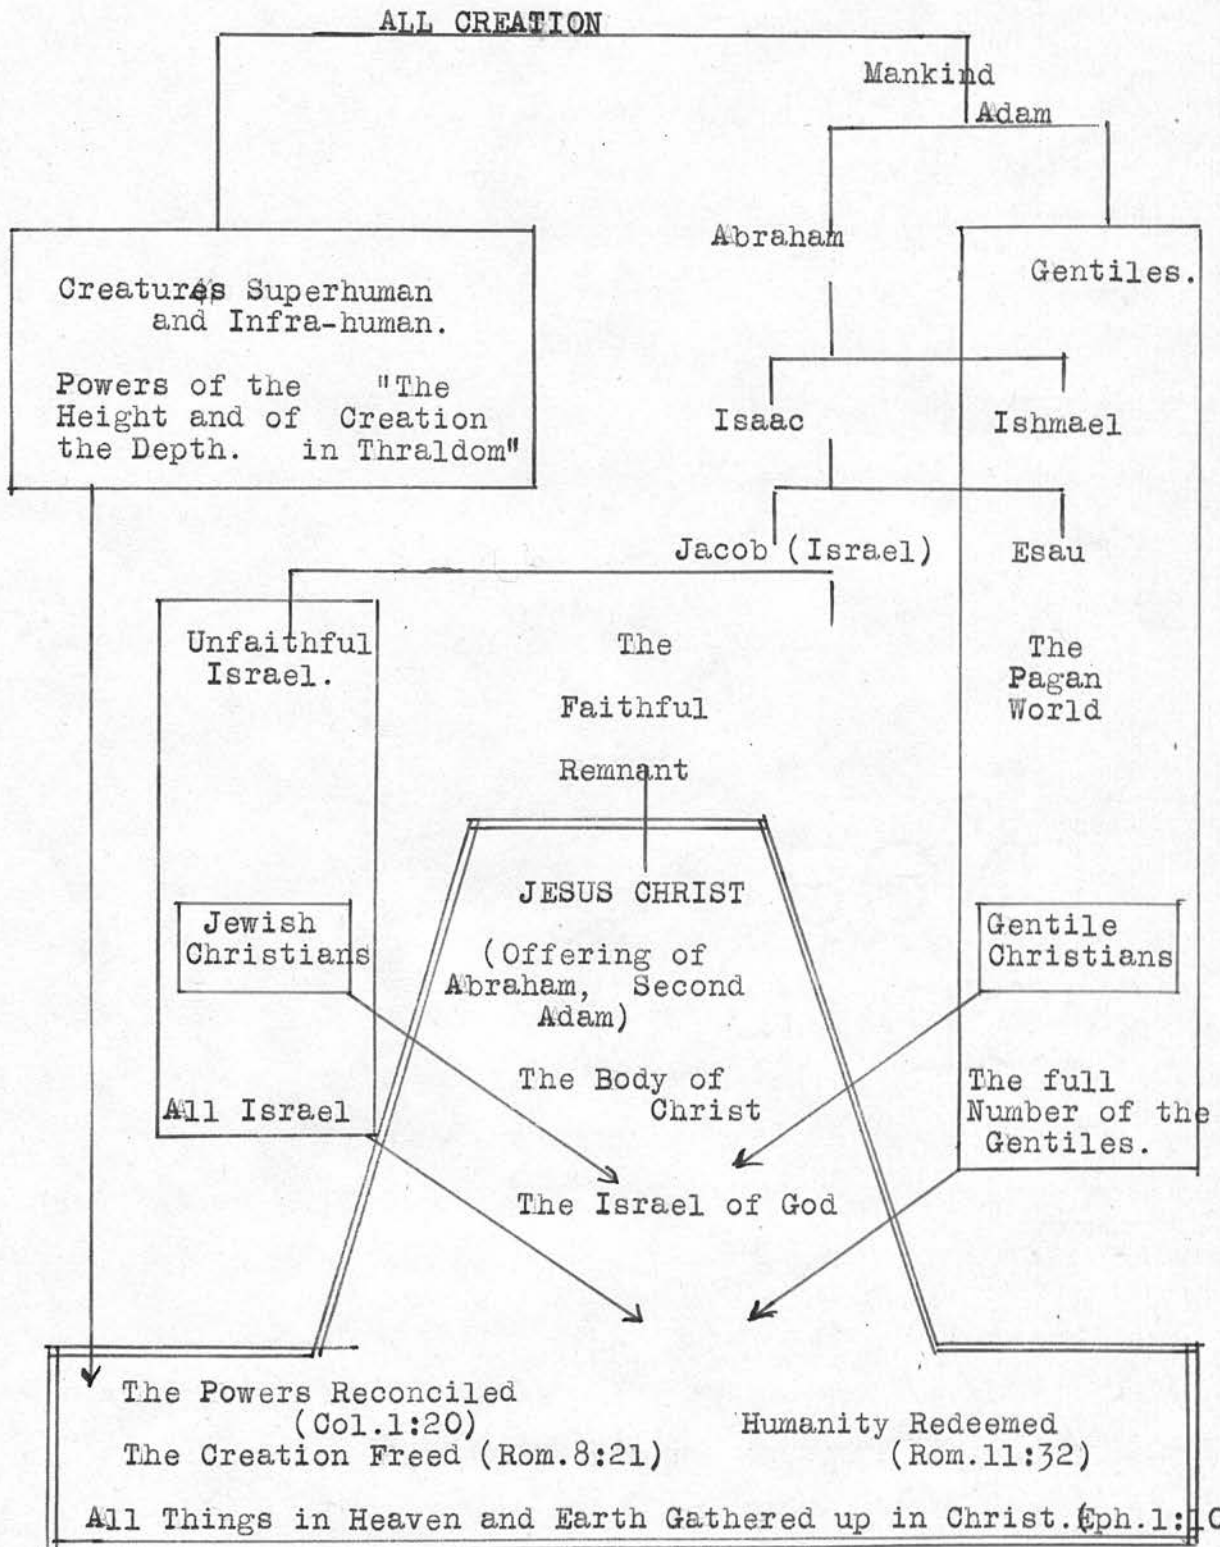 ALL CREATION
Mankind
Adam
Abraham
Gentiles.
Creatures Superhuman
and Infra-human.
Powers of the "The
Height and of Creation
the Depth. in Thraldom"
Isaac
Ishmael
Jacob (Israel)
Esau
Unfaithful
Israel.
The
Faithful
Remnant
The
Pagan
World
JESUS CHRIST
(Offering of
Abraham, Second
Adam)
The Body of
Christ
The Israel of God
Jewish
Christians
Gentile
Christians
All Israel
The full
Number of the
Gentiles.
The Powers Reconciled
(Col.1:20)
The Creation Freed (Rom.8:21)
Humanity Redeemed
(Rom.11:32)
All Things in Heaven and Earth Gathered up in Christ.(Eph.1:10